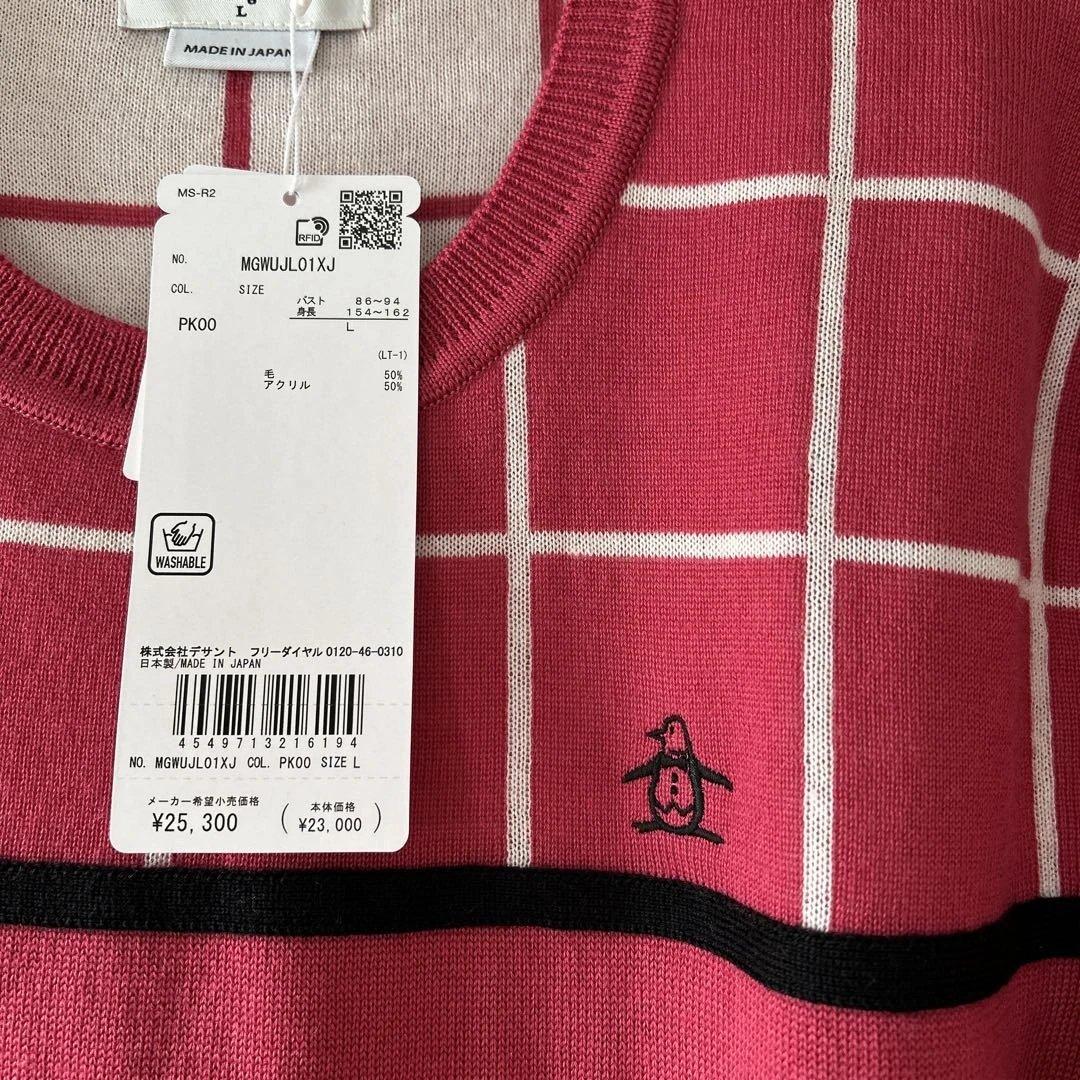 L
MADE IN JAPAN
MS-R2
RFID
NO. MGWUJL01XJ
COL. SIZE
バスト 86～94
身長 154～162
PK00 L
(LT-1)
毛 50%
アクリル 50%
WASHABLE
株式会社デサント フリーダイヤル 0120-46-0310
日本製/MADE IN JAPAN
4549713216194
NO. MGWUJL01XJ COL. PK00 SIZE L
メーカー希望小売価格 本体価格
¥25,300 (¥23,000)